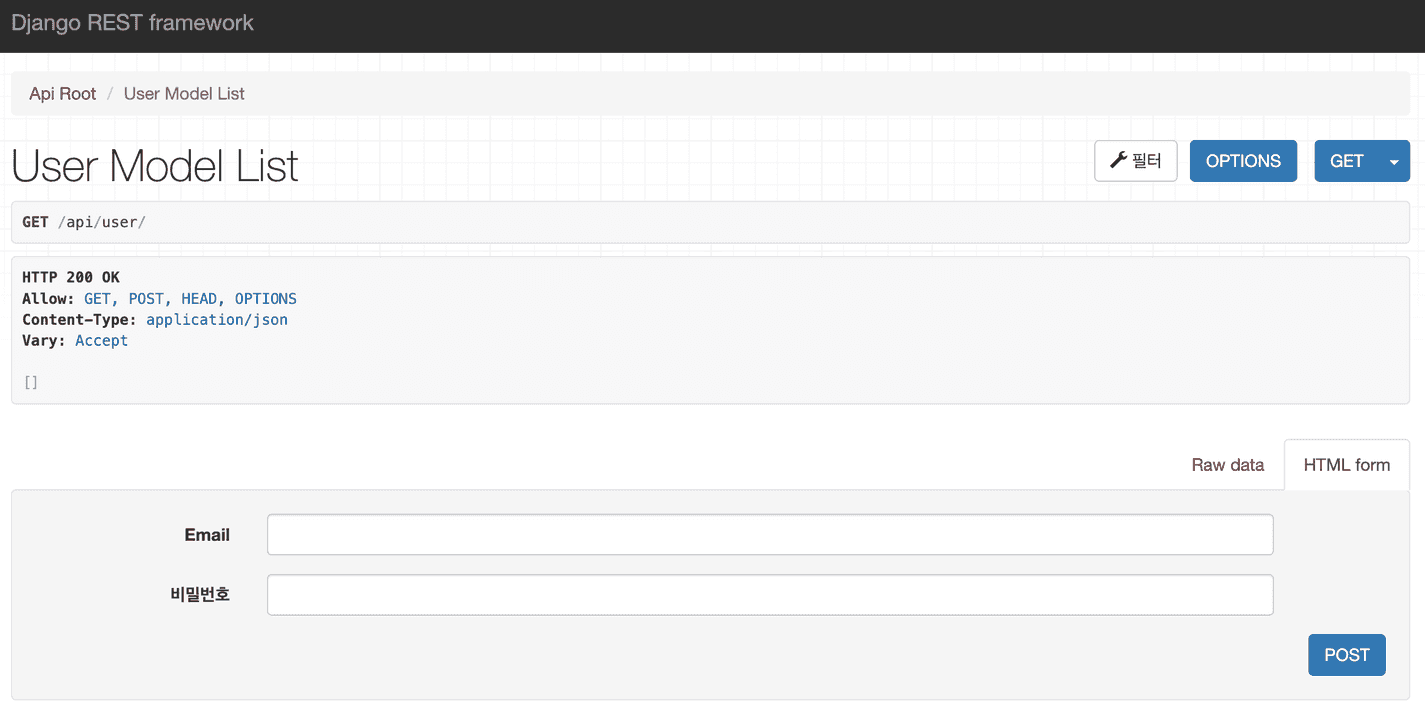 Django REST framework
Api Root / User Model List
User Model List
필터
OPTIONS
GET
GET /api/user/
HTTP 200 OK
Allow: GET, POST, HEAD, OPTIONS
Content-Type: application/json
Vary: Accept
[]
Raw data
HTML form
Email
비밀번호
POST